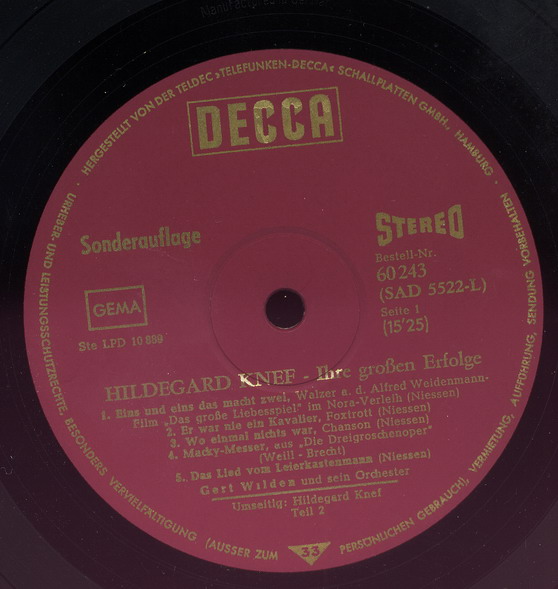 · HERGESTELLT VON DER TELDEC »TELEFUNKEN-DECCA« SCHALLPLATTEN GMBH., HAMBURG ·
URHEBER- UND LEISTUNGSSCHUTZRECHTE, BESONDERS VERVIELFÄLTIGUNG (AUSSER ZUM PERSÖNLICHEN GEBRAUCH), VERMIETUNG, AUFFÜHRUNG, SENDUNG VORBEHALTEN
DECCA
Sonderauflage
STEREO
Bestell-Nr.
60 243
(SAD 5522-L)
Seite 1
(15'25)
GEMA
Ste LPD 10 889
HILDEGARD KNEF - Ihre großen Erfolge
1. Eins und eins das macht zwei, Walzer a. d. Alfred Weidenmann-
Film „Das große Liebesspiel" im Nora-Verleih (Niessen)
2. Er war nie ein Kavalier, Foxtrott (Niessen)
3. Wo einmal nichts war, Chanson (Niessen)
4. Macky-Messer, aus „Die Dreigroschenoper"
(Weill - Brecht)
5. Das Lied vom Leierkastenmann (Niessen)
Gert Wilden und sein Orchester
Umseitig: Hildegard Knef
Teil 2
33